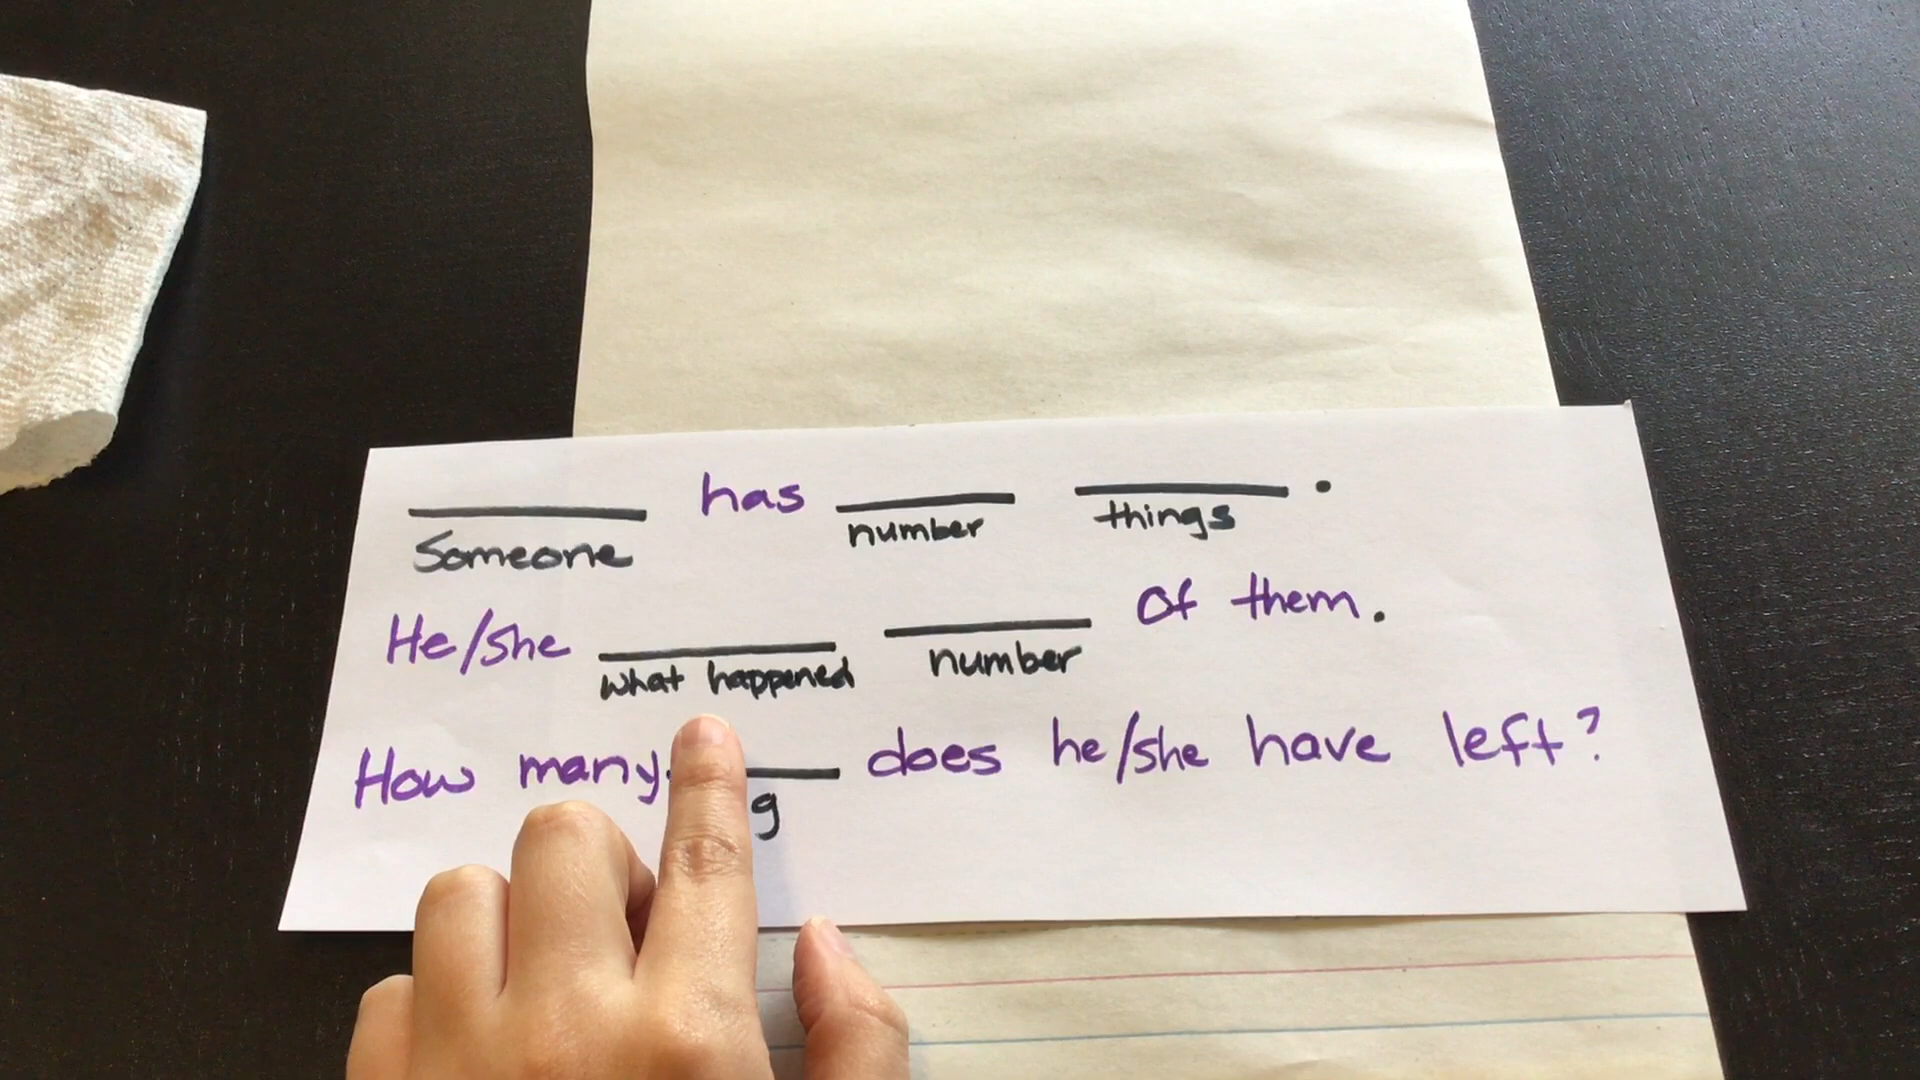 has
Someone number things .
He/she of them.
what happened number
How many does he/she have left?